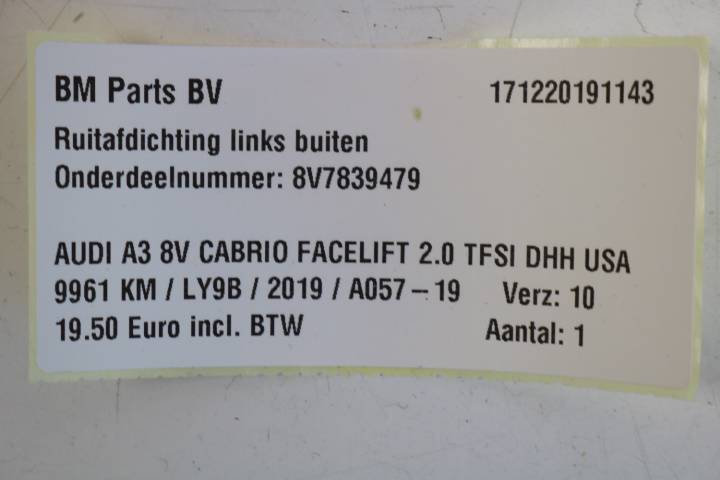 BM Parts BV 171220191143
Ruitafdichting links buiten
Onderdeelnummer: 8V7839479
AUDI A3 8V CABRIO FACELIFT 2.0 TFSI DHH USA
9961 KM / LY9B / 2019 / A057-19 Verz: 10
19.50 Euro incl. BTW Aantal: 1